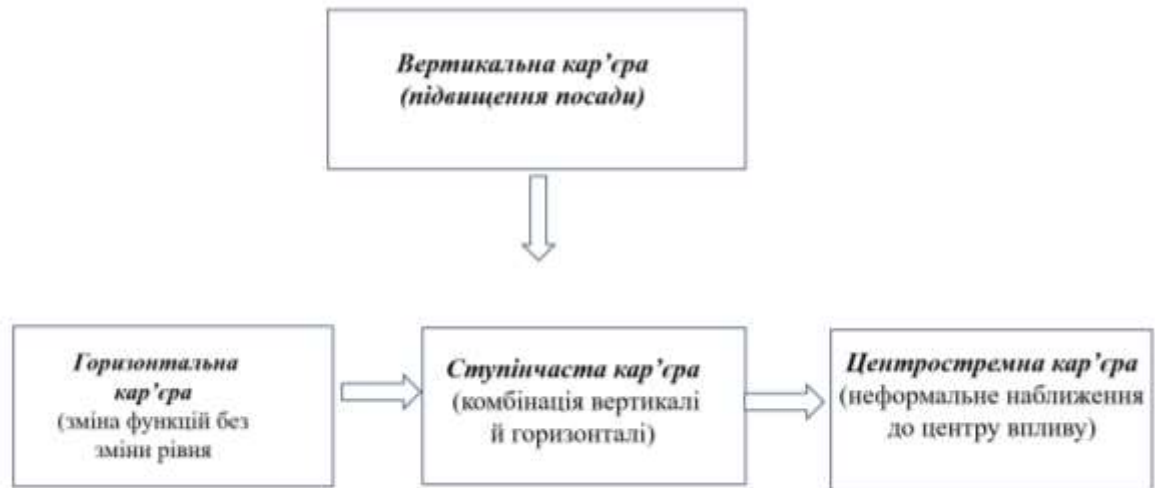 Вертикальна кар’єра
(підвищення посади)
Горизонтальна
кар’єра
(зміна функцій без
зміни рівня
Ступінчаста кар’єра
(комбінація вертикалі
й горизонталі)
Центростремна кар’єра
(неформальне наближення
до центру впливу)